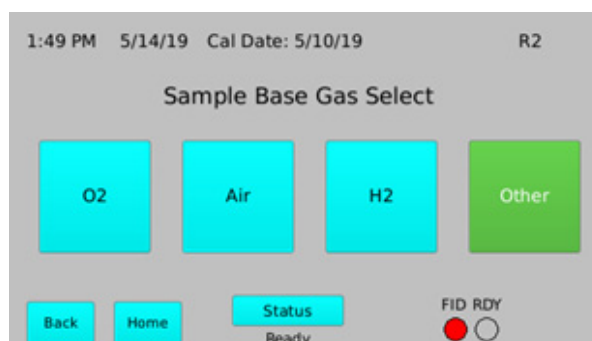 1:49 PM 5/14/19 Cal Date: 5/10/19 R2
Sample Base Gas Select
O2 Air H2 Other
Back Home Status FID RDY
Ready